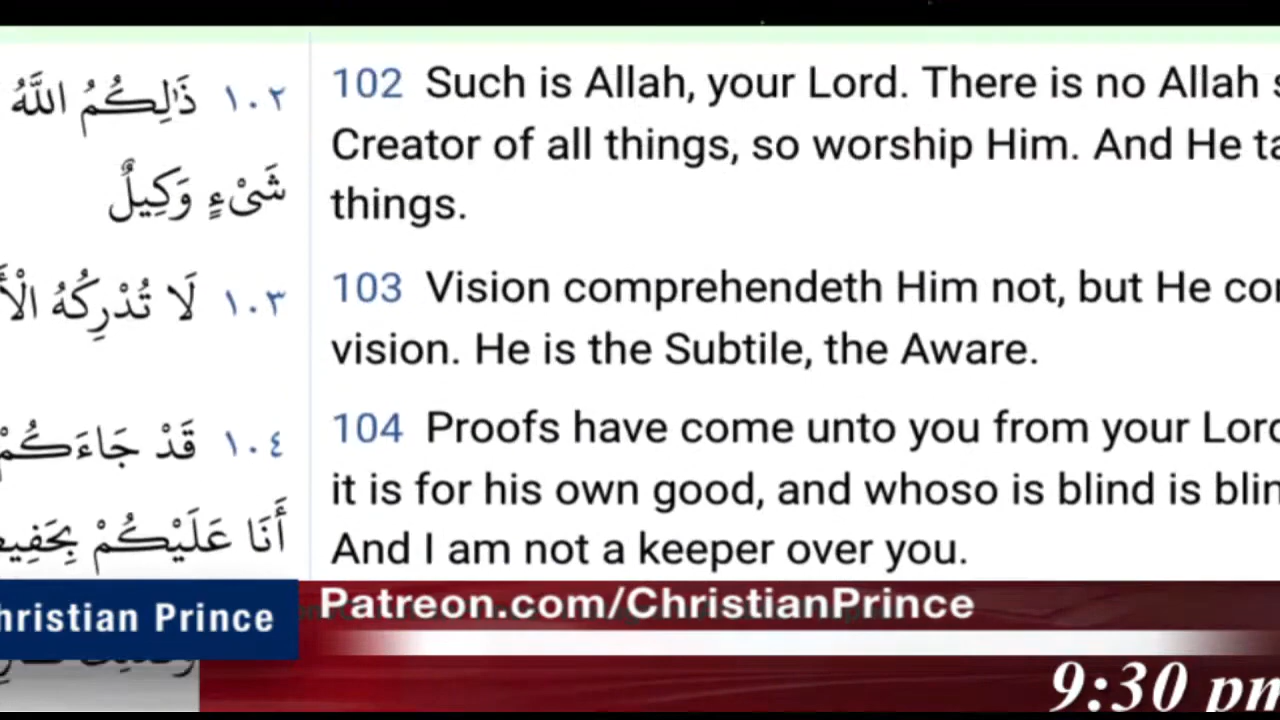 ١٠٢ ذَٰلِكُمُ اللَّهُ
شَىْءٍ وَكِيلٌ
102 Such is Allah, your Lord. There is no Allah
Creator of all things, so worship Him. And He
things.
١٠٣ لَا تُدْرِكُهُ
103 Vision comprehendeth Him not, but He
vision. He is the Subtile, the Aware.
١٠٤ قَدْ جَاءَكُمْ
أَنَا عَلَيْكُمْ
104 Proofs have come unto you from your
it is for his own good, and whoso is blind is
And I am not a keeper over you.
Prince
Patreon.com/ChristianPrince
9:30